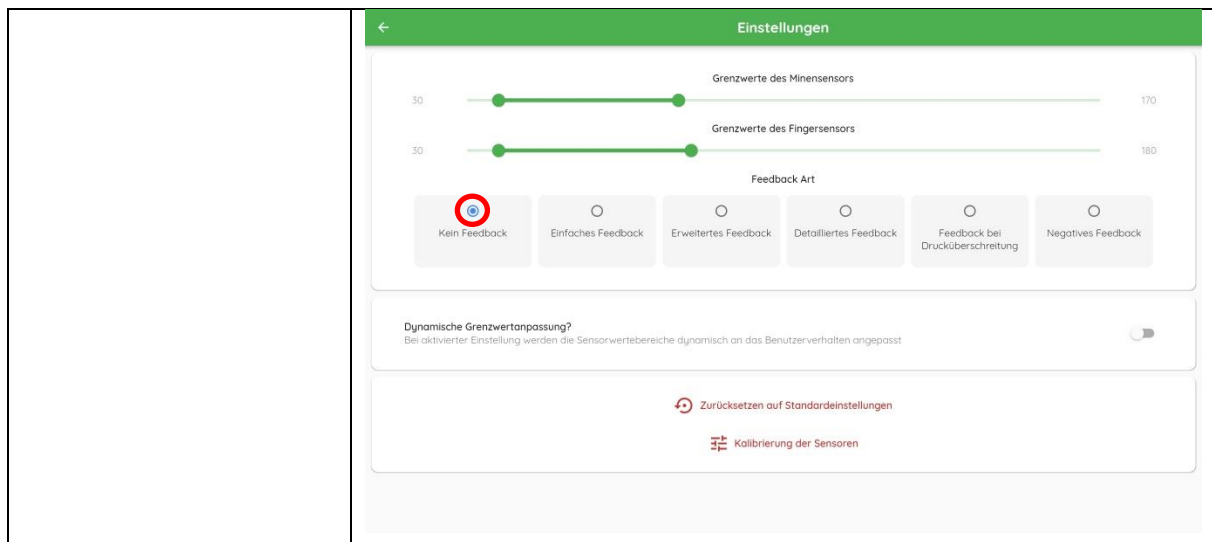 Einstellungen
Grenzwerte des Minensensors
30 170
Grenzwerte des Fingersensors
30 180
Feedback Art
Kein Feedback Einfaches Feedback Erweitertes Feedback Detailliertes Feedback Feedback bei Negatives Feedback
Drucküberschreitung
Dynamische Grenzwertanpassung?
Bei aktivierter Einstellung werden die Sensorwertebereiche dynamisch an das Benutzerverhalten angepasst
Zurücksetzen auf Standardeinstellungen
Kalibrierung der Sensoren